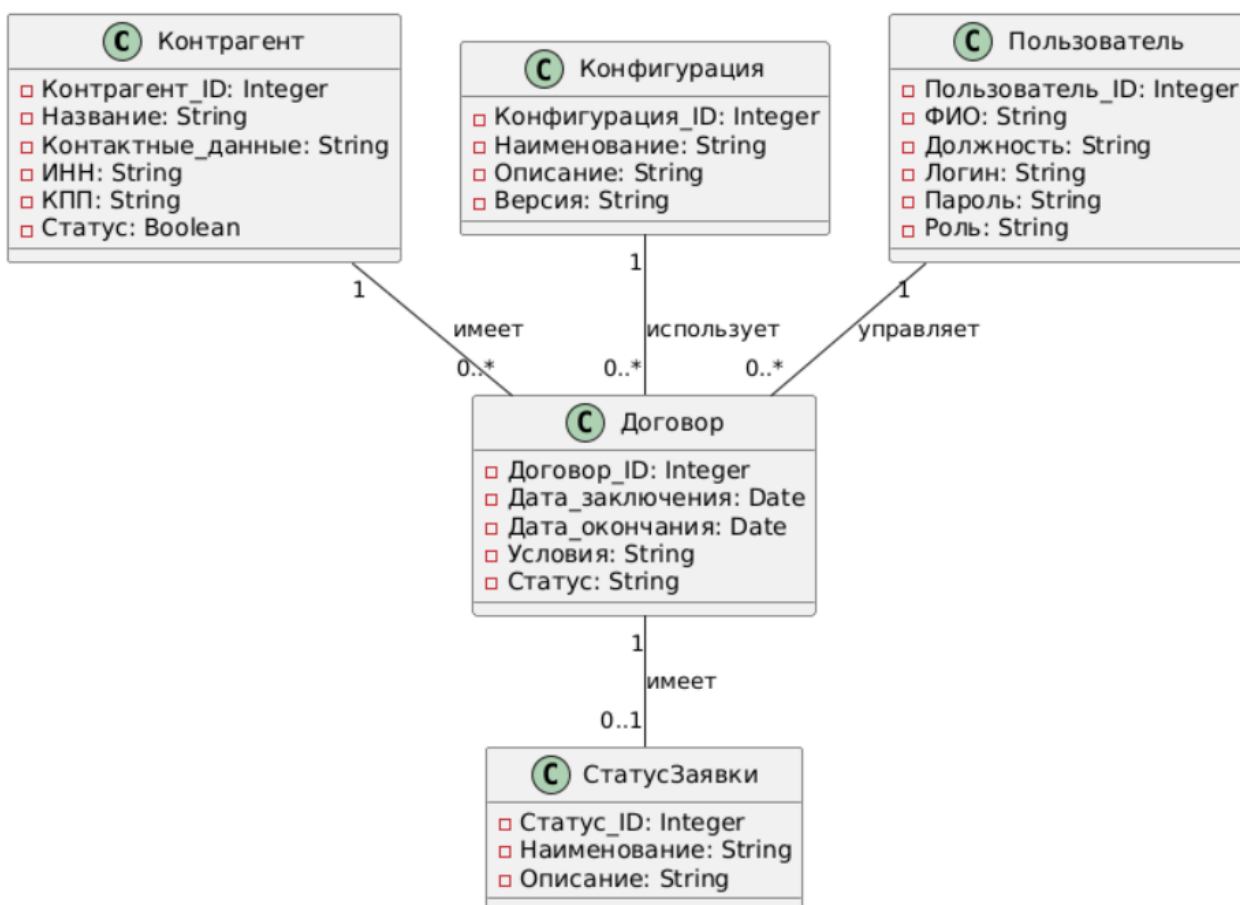 C Контрагент
Контрагент_ID: Integer
Название: String
Контактные_данные: String
ИНН: String
КПП: String
Статус: Boolean
C Конфигурация
Конфигурация_ID: Integer
Наименование: String
Описание: String
Версия: String
C Пользователь
Пользователь_ID: Integer
ФИО: String
Должность: String
Логин: String
Пароль: String
Роль: String
1
имеет
0..*
1
использует
0..*
1
управляет
0..*
C Договор
Договор_ID: Integer
Дата_заключения: Date
Дата_окончания: Date
Условия: String
Статус: String
1
имеет
0..1
C СтатусЗаявки
Статус_ID: Integer
Наименование: String
Описание: String